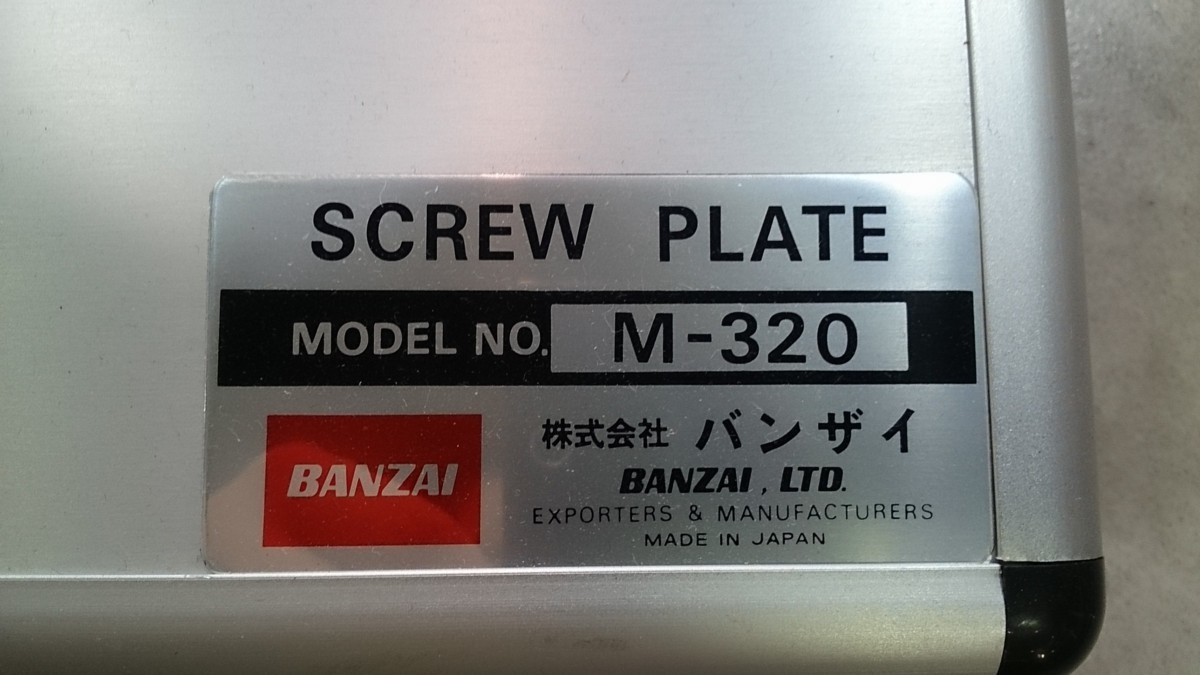 SCREW PLATE
MODEL NO. M-320
BANZAI
株式会社 バンザイ
BANZAI, LTD.
EXPORTERS & MANUFACTURERS
MADE IN JAPAN